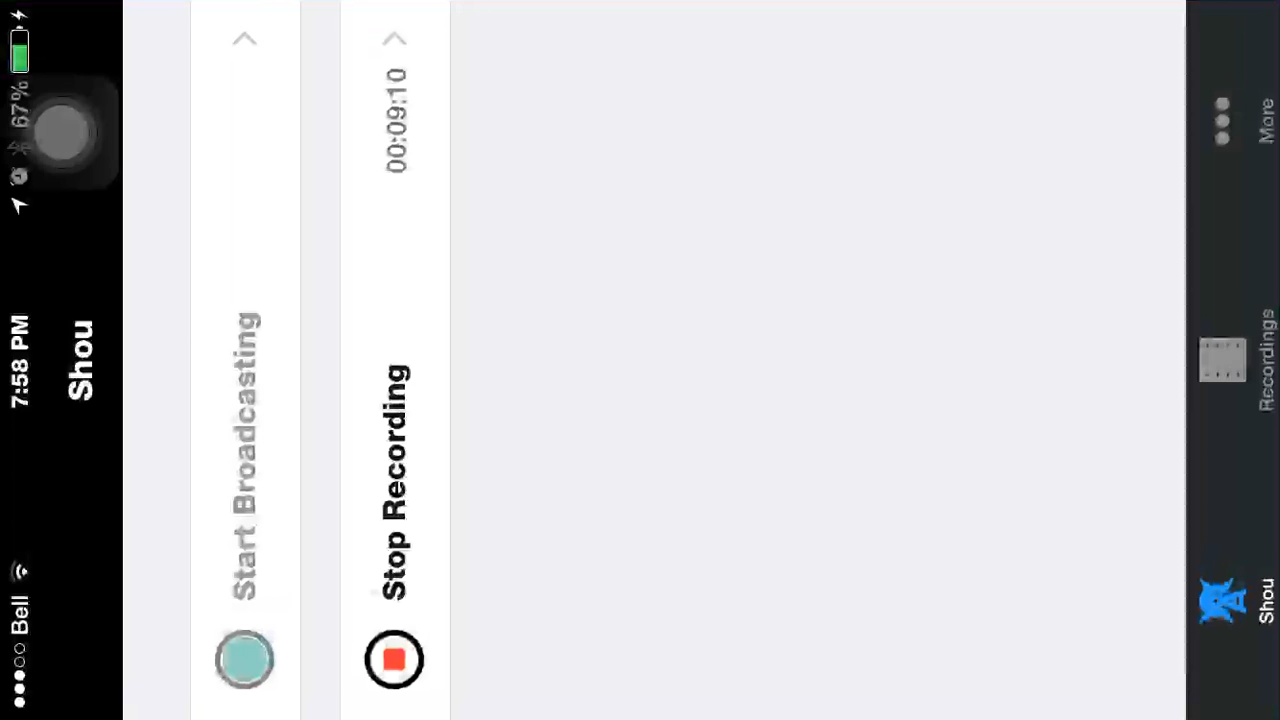 Bell 7:58 PM 67%
Shou
Start Broadcasting
Stop Recording 00:09:10
Shou Recordings More